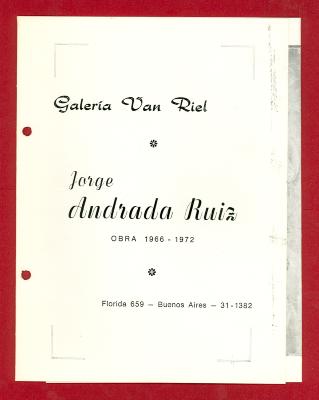 Galería Van Riel
Jorge
Andrada Ruiz
OBRA 1966 - 1972
Florida 659 — Buenos Aires — 31-1382